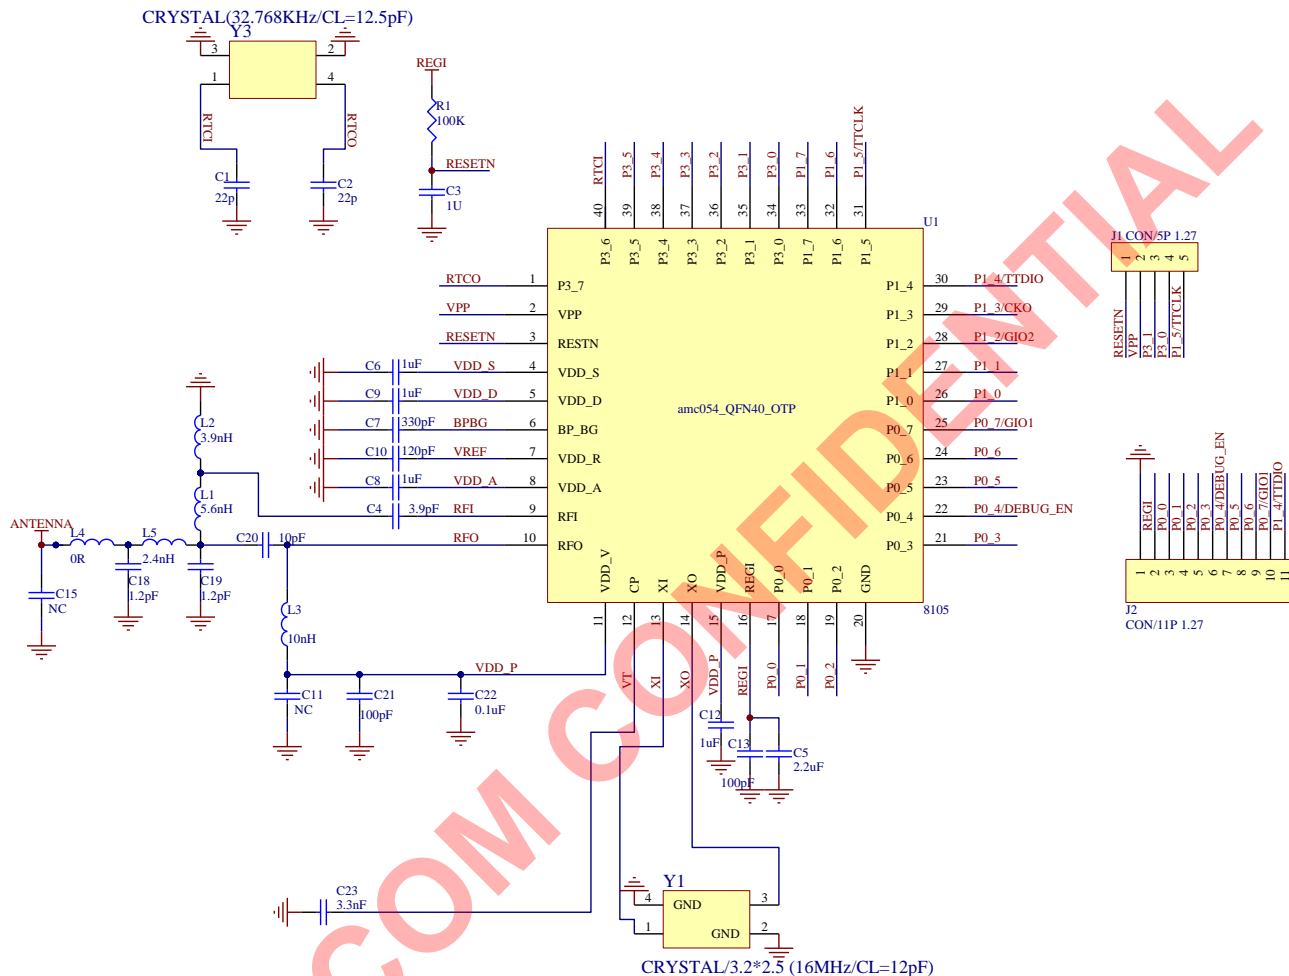 CRYSTAL(32.768KHz/CL=12.5pF)
Y3
3
2
1
4
RTCI
RTCO
C1
22p
C2
22p
REGI
R1
100K
RESETN
C3
1U
RTCI
P3_5
P3_4
P3_3
P3_2
P3_1
P3_0
P1_7
P1_6
P1_5/TTCLK
40
39
38
37
36
35
34
33
32
31
U1
P3_6
P3_5
P3_4
P3_3
P3_2
P3_1
P3_0
P1_7
P1_6
P1_5
RTCO 1 P3_7
VPP 2 VPP
RESETN 3 RESTN
C6 1uF VDD_S 4 VDD_S
C9 1uF VDD_D 5 VDD_D
C7 330pF BPBG 6 BP_BG
C10 120pF VREF 7 VDD_R
C8 1uF VDD_A 8 VDD_A
C4 3.9pF RFI 9 RFI
RFO 10 RFO
amc054_QFN40_OTP
P1_4 30 P1_4/TTDIO
P1_3 29 P1_3/CKO
P1_2 28 P1_2/GIO2
P1_1 27 P1_1
P1_0 26 P1_0
P0_7 25 P0_7/GIO1
P0_6 24 P0_6
P0_5 23 P0_5
P0_4 22 P0_4/DEBUG_EN
P0_3 21 P0_3
VDD_V
CP
XI
XO
VDD_P
REGI
P0_0
P0_1
P0_2
GND
8105
11
12
13
14
15
16
17
18
19
20
VT
XI
XO
VDD_P
REGI
P0_0
P0_1
P0_2
L2
3.9nH
L1
5.6nH
ANTENNA
L4
0R
L5
2.4nH
C20 10pF
C15
NC
C18
1.2pF
C19
1.2pF
L3
10nH
VDD_P
C11
NC
C21
100pF
C22
0.1uF
C12
1uF
C13
100pF
C5
2.2uF
C23
3.3nF
Y1
4 GND 3
1 GND 2
CRYSTAL/3.2*2.5 (16MHz/CL=12pF)
J1 CON/5P 1.27
1
2
3
4
5
RESETN
VPP
P3_1
P3_0
P1_5/TTCLK
REGI
P0_0
P0_1
P0_2
P0_3
P0_4/DEBUG_EN
P0_5
P0_6
P0_7/GIO1
P1_4/TTDIO
1
2
3
4
5
6
7
8
9
10
11
J2
CON/11P 1.27
COM CONFIDENTIAL